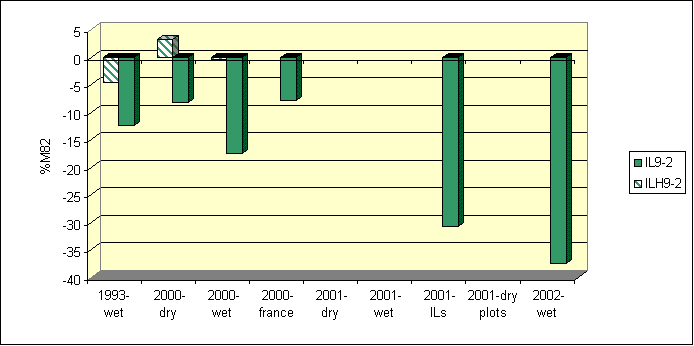 5
0
-5
-10
-15
-20
-25
-30
-35
-40
%M82
1993-
wet
2000-
dry
2000-
wet
2000-
france
2001-
dry
2001-
wet
2001-
ILs
2001-dry
plots
2002-
wet
IL9-2
ILH9-2